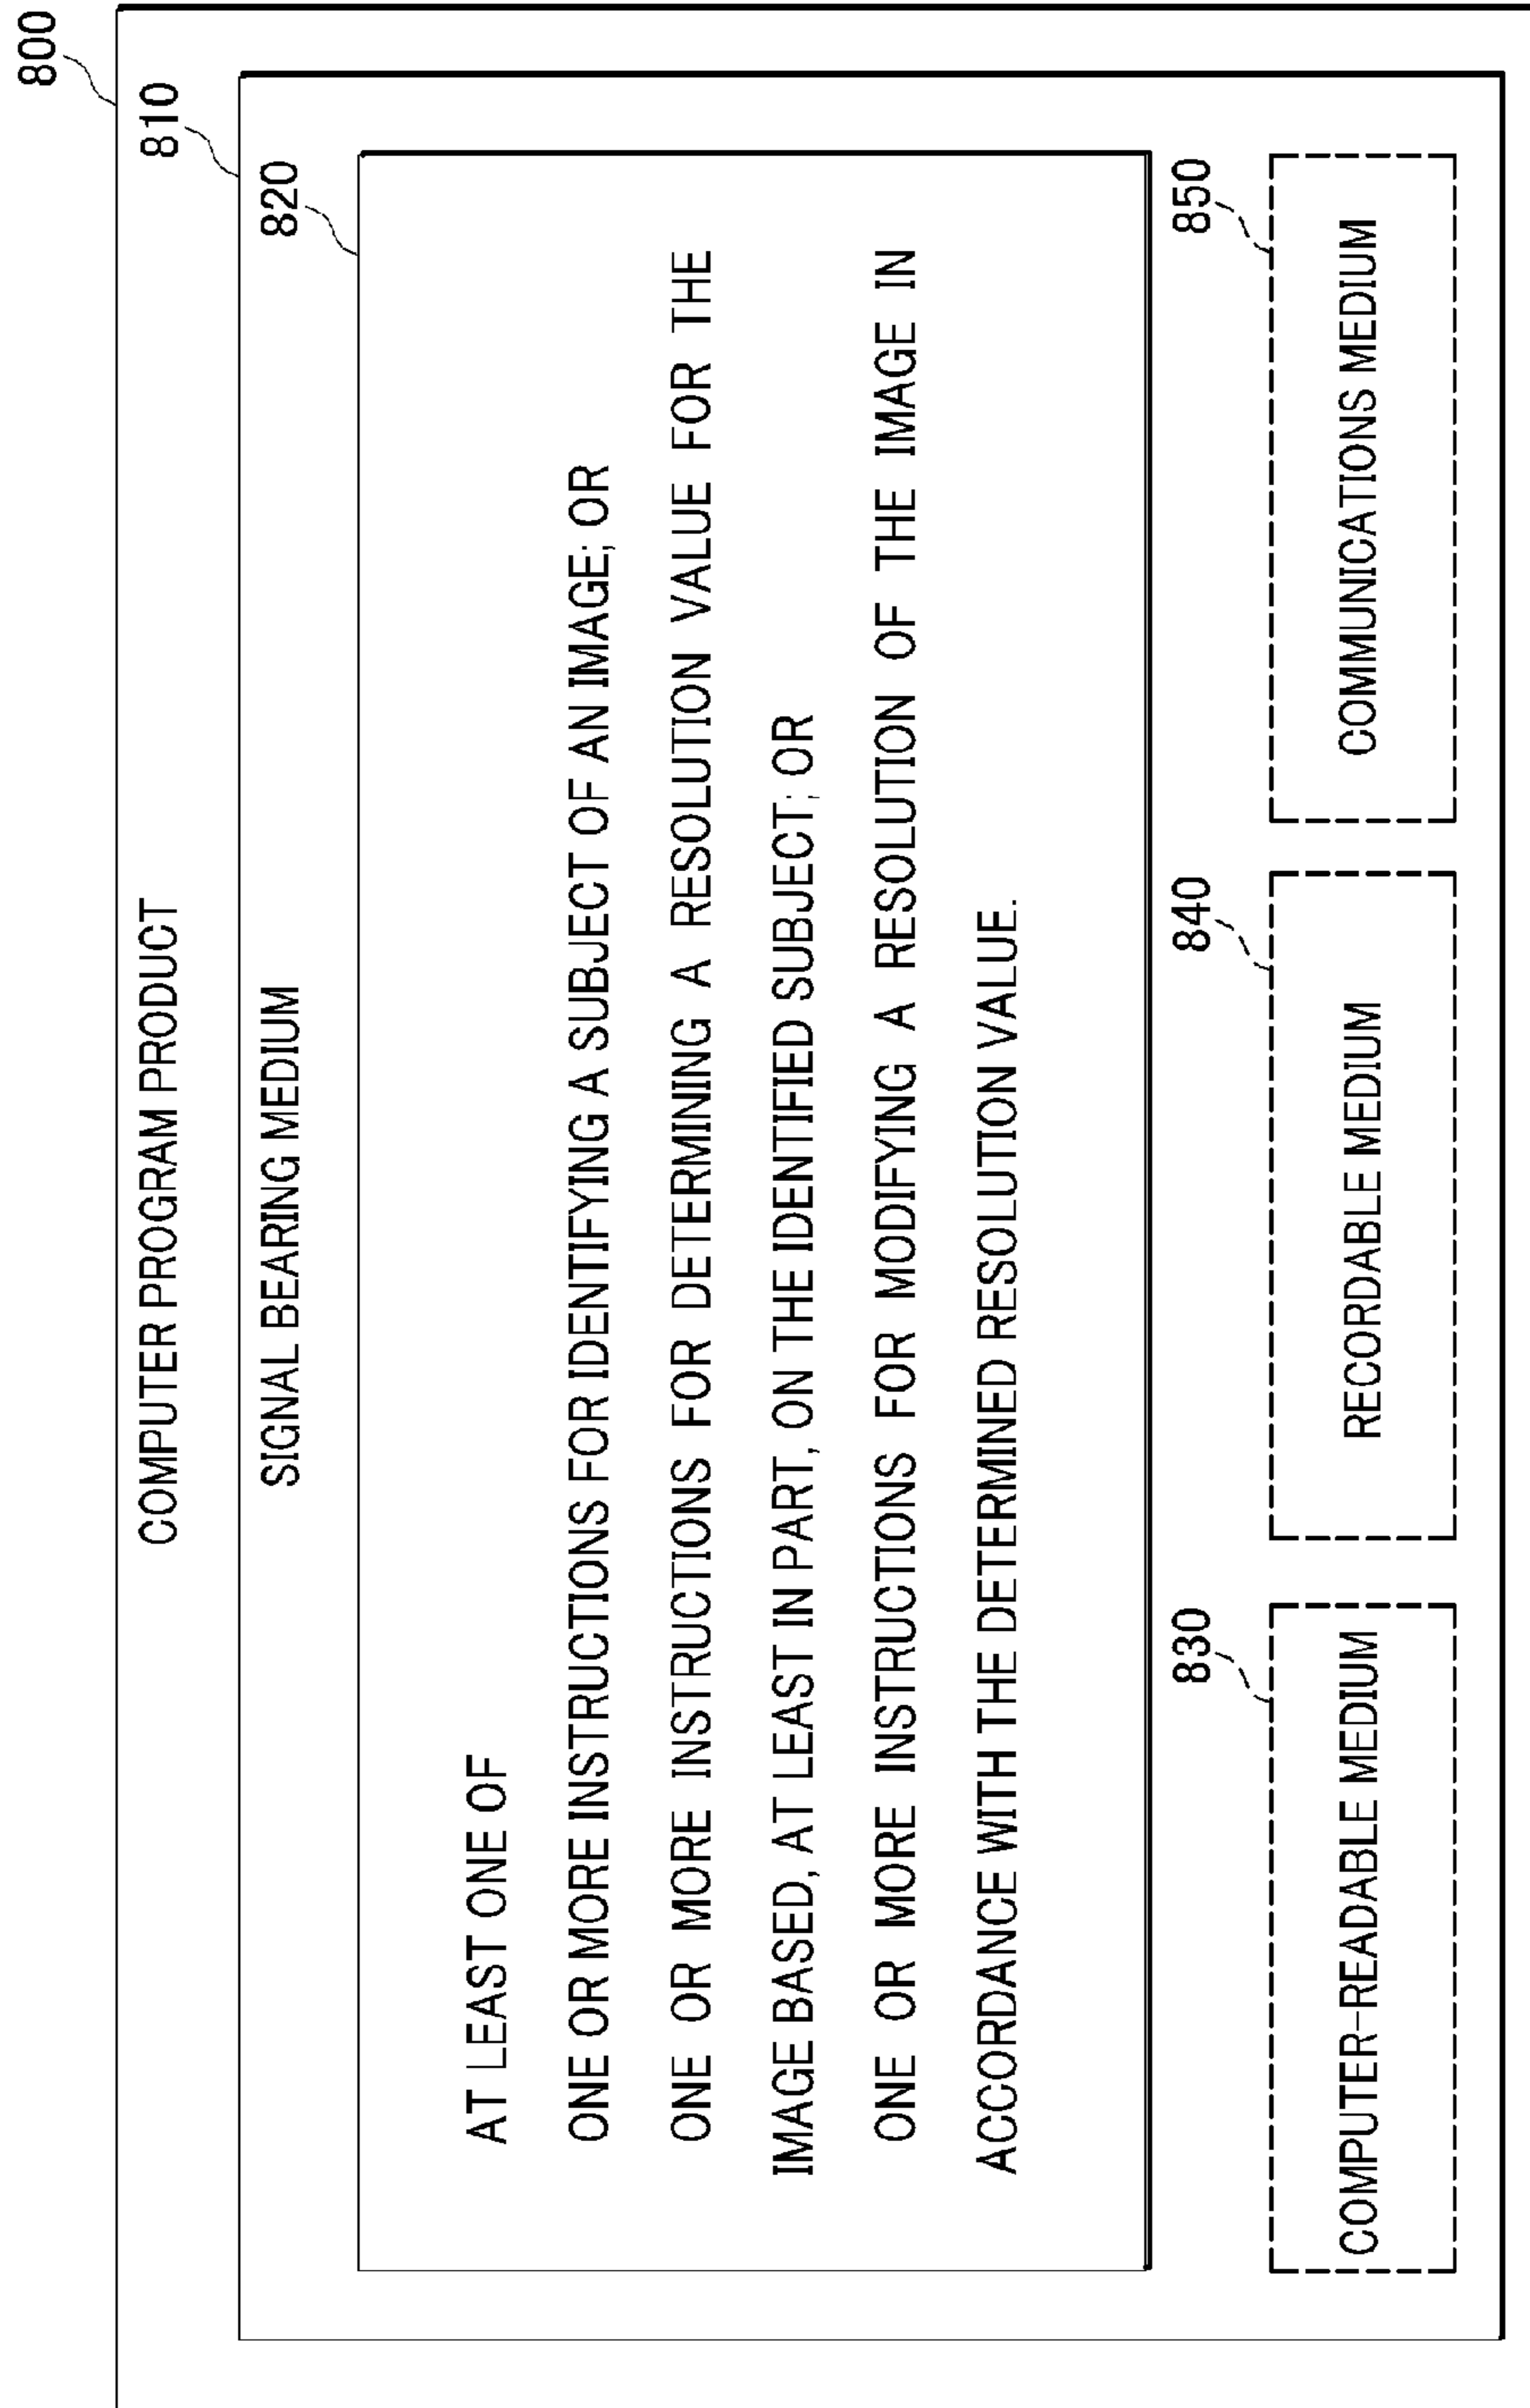 800
COMPUTER PROGRAM PRODUCT
810
SIGNAL BEARING MEDIUM
820
AT LEAST ONE OF
ONE OR MORE INSTRUCTIONS FOR IDENTIFYING A SUBJECT OF AN IMAGE; OR
ONE OR MORE INSTRUCTIONS FOR DETERMINING A RESOLUTION VALUE FOR THE
IMAGE BASED, AT LEAST IN PART, ON THE IDENTIFIED SUBJECT; OR
ONE OR MORE INSTRUCTIONS FOR MODIFYING A RESOLUTION OF THE IMAGE IN
ACCORDANCE WITH THE DETERMINED RESOLUTION VALUE.
830
840
850
COMPUTER-READABLE MEDIUM
RECORDABLE MEDIUM
COMMUNICATIONS MEDIUM